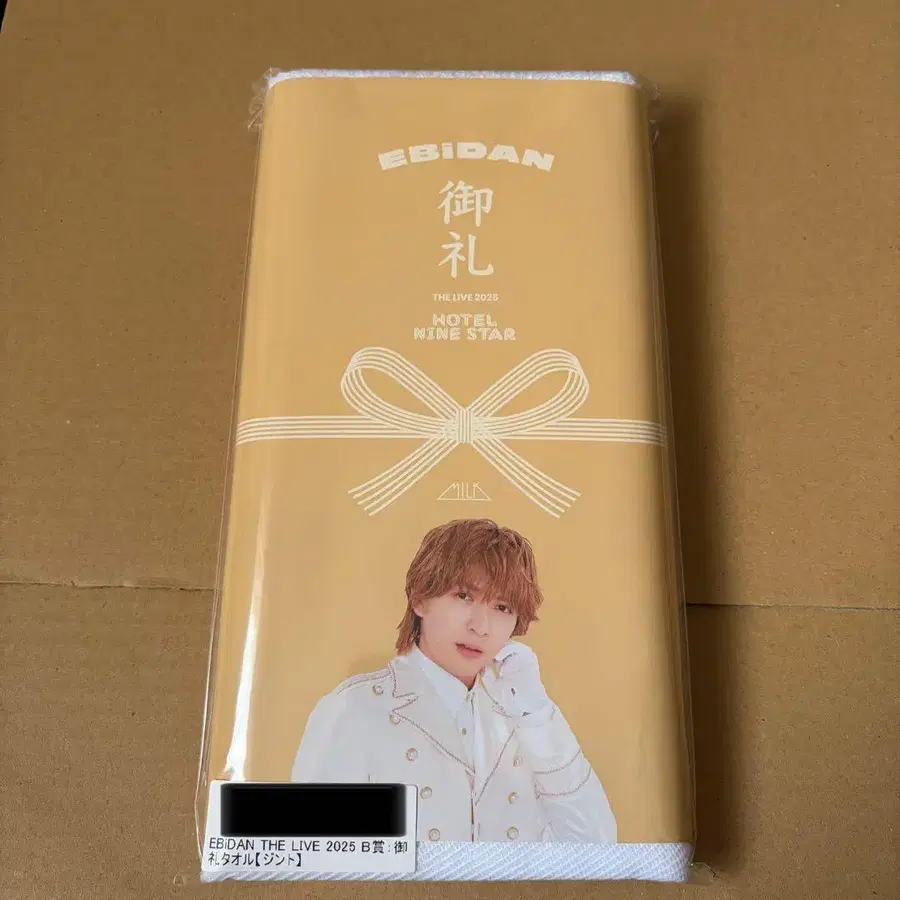 EBiDAN
御
礼
THE LIVE 2025
HOTEL
NINE STAR
M!LK
EBiDAN THE LIVE 2025 B賞:御
礼タオル【ジント】